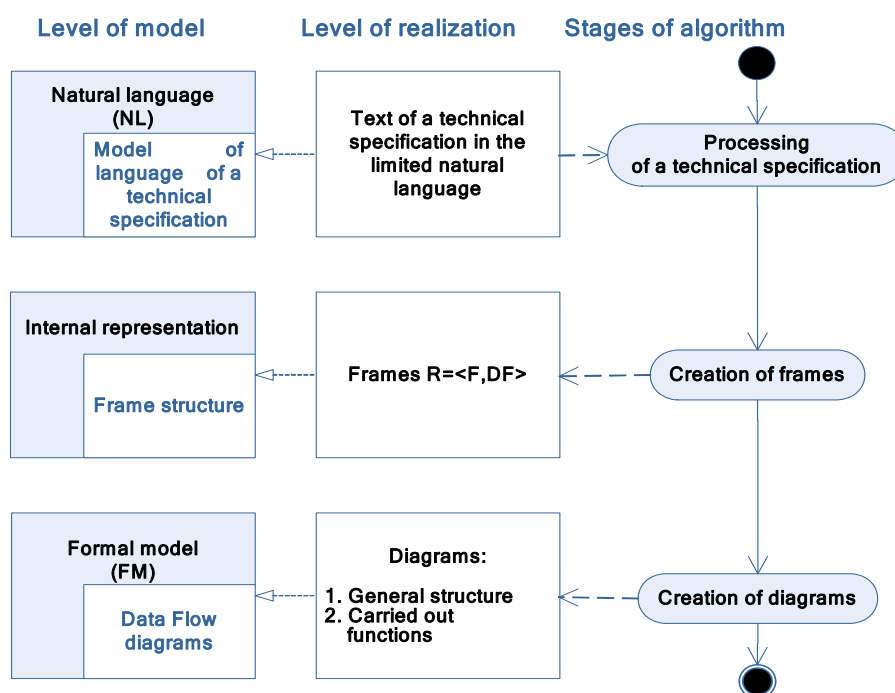 Level of model
Level of realization
Stages of algorithm
Natural language
(NL)
Model of
language of a
technical
specification
Text of a technical
specification in the
limited natural
language
Processing
of a technical specification
Internal representation
Frame structure
Frames R=<F,DF>
Creation of frames
Formal model
(FM)
Data Flow
diagrams
Diagrams:
1. General structure
2. Carried out
functions
Creation of diagrams